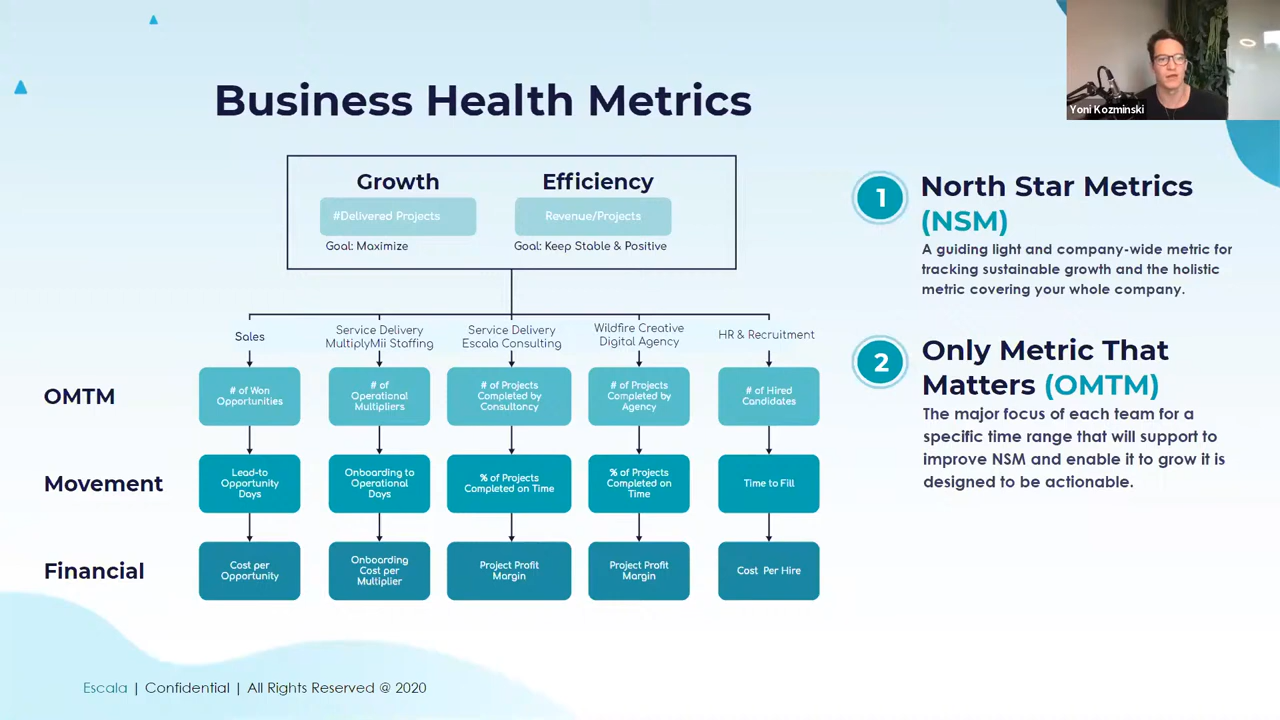 Business Health Metrics
Yoni Kozminski
Growth
Efficiency
#Delivered Projects
Revenue/Projects
Goal: Maximize
Goal: Keep Stable & Positive
Sales
Service Delivery
MultiplyMii Staffing
Service Delivery
Escala Consulting
Wildfire Creative
Digital Agency
HR & Recruitment
OMTM
# of Won
Opportunities
# of
Operational
Multipliers
# of Projects
Completed by
Consultancy
# of Projects
Completed by
Agency
# of Hired
Candidates
Movement
Lead-to
Opportunity
Days
Onboarding to
Operational
Days
% of Projects
Completed on Time
% of Projects
Completed on
Time
Time to Fill
Financial
Cost per
Opportunity
Onboarding
Cost per
Multiplier
Project Profit
Margin
Project Profit
Margin
Cost Per Hire
1
North Star Metrics
(NSM)
A guiding light and company-wide metric for
tracking sustainable growth and the holistic
metric covering your whole company.
2
Only Metric That
Matters (OMTM)
The major focus of each team for a
specific time range that will support to
improve NSM and enable it to grow it is
designed to be actionable.
Escala | Confidential | All Rights Reserved @ 2020